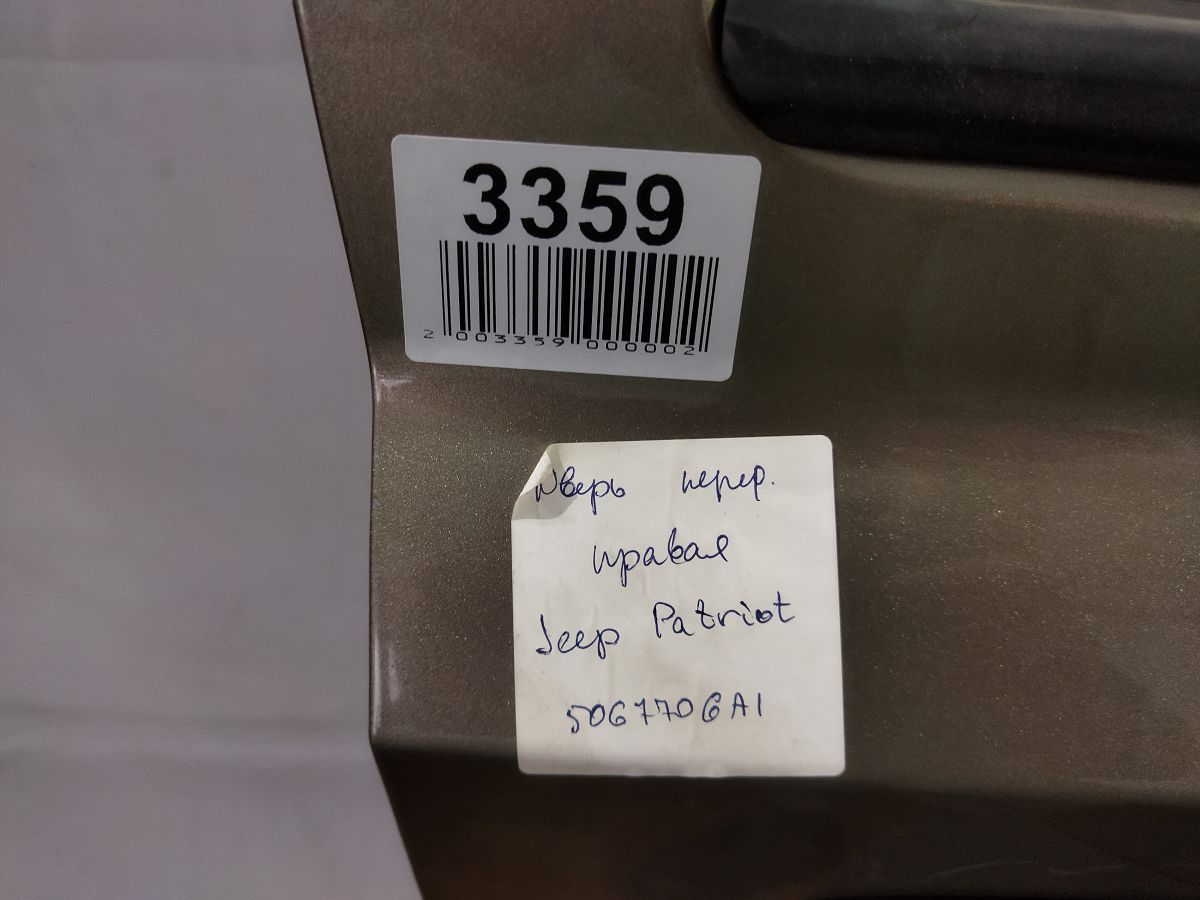 3359
2 003359 000002
Дверь перед.
правая
Jeep Patriot
5067706AI